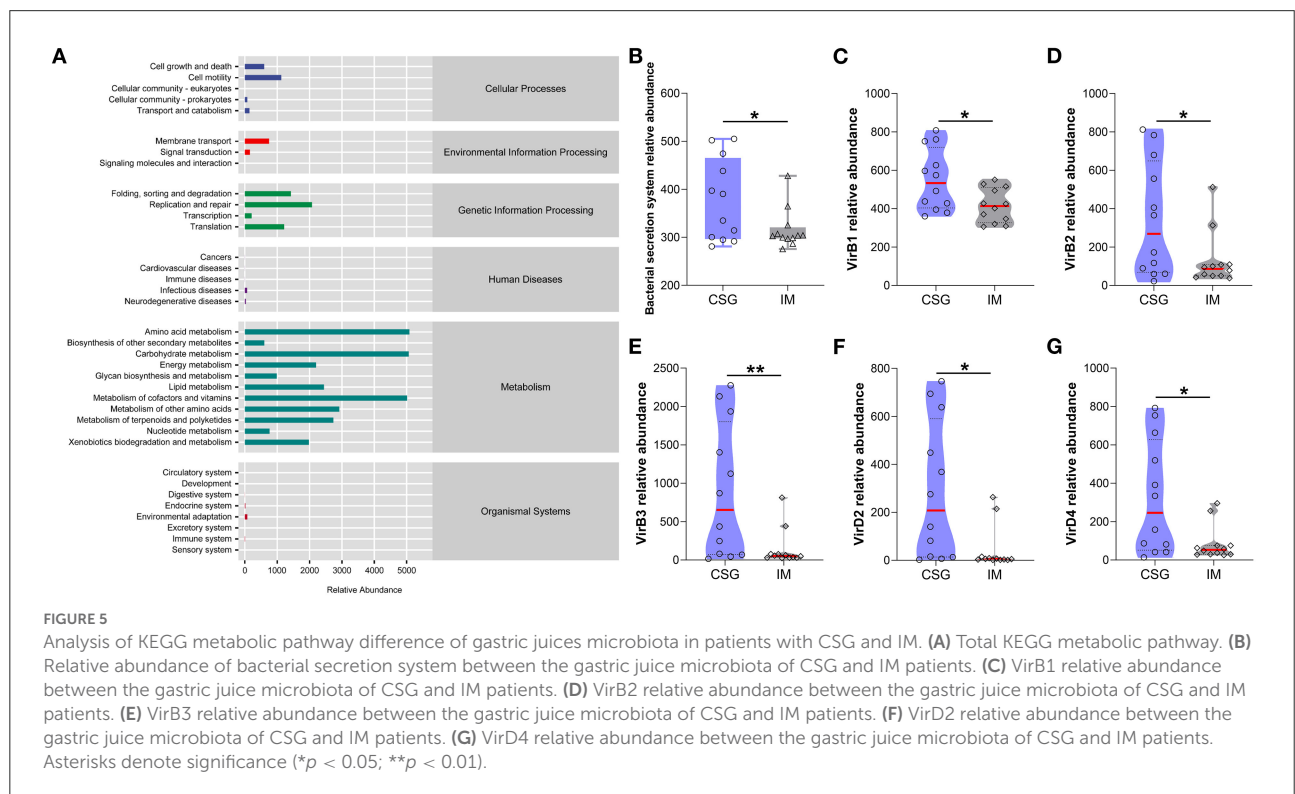 A
Cell growth and death
Cell motility
Cellular community - eukaryotes
Cellular community - prokaryotes
Transport and catabolism
Cellular Processes
Membrane transport
Signal transduction
Signaling molecules and interaction
Environmental Information Processing
Folding, sorting and degradation
Replication and repair
Transcription
Translation
Genetic Information Processing
Cancers
Cardiovascular diseases
Immune diseases
Infectious diseases
Neurodegenerative diseases
Human Diseases
Amino acid metabolism
Biosynthesis of other secondary metabolites
Carbohydrate metabolism
Energy metabolism
Glycan biosynthesis and metabolism
Lipid metabolism
Metabolism of cofactors and vitamins
Metabolism of other amino acids
Metabolism of terpenoids and polyketides
Nucleotide metabolism
Xenobiotics biodegradation and metabolism
Metabolism
Circulatory system
Development
Digestive system
Endocrine system
Environmental adaptation
Excretory system
Immune system
Sensory system
Organismal Systems
0 1000 2000 3000 4000 5000
Relative Abundance
B
Bacterial secretion system relative abundance
600
500
400
300
200
*
CSG IM
C
VirB1 relative abundance
1000
800
600
400
200
0
*
CSG IM
D
VirB2 relative abundance
1000
800
600
400
200
0
*
CSG IM
E
VirB3 relative abundance
2500
2000
1500
1000
500
0
**
CSG IM
F
VirD2 relative abundance
800
600
400
200
0
*
CSG IM
G
VirD4 relative abundance
1000
800
600
400
200
0
*
CSG IM
FIGURE 5
Analysis of KEGG metabolic pathway difference of gastric juices microbiota in patients with CSG and IM. (A) Total KEGG metabolic pathway. (B)
Relative abundance of bacterial secretion system between the gastric juice microbiota of CSG and IM patients. (C) VirB1 relative abundance
between the gastric juice microbiota of CSG and IM patients. (D) VirB2 relative abundance between the gastric juice microbiota of CSG and IM
patients. (E) VirB3 relative abundance between the gastric juice microbiota of CSG and IM patients. (F) VirD2 relative abundance between the
gastric juice microbiota of CSG and IM patients. (G) VirD4 relative abundance between the gastric juice microbiota of CSG and IM patients.
Asterisks denote significance (*p < 0.05; **p < 0.01).